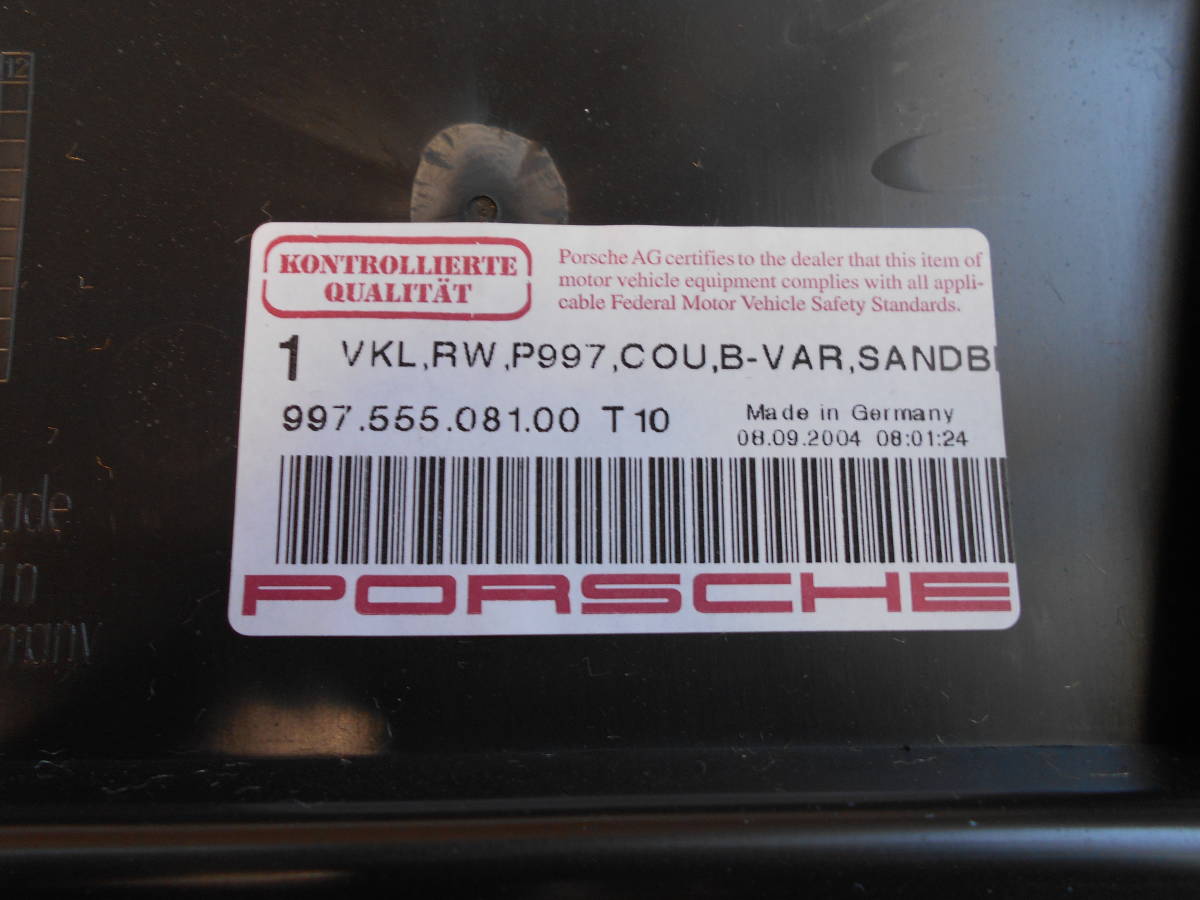 12
KONTROLLIERTE
QUALITÄT
Porsche AG certifies to the dealer that this item of
motor vehicle equipment complies with all appli-
cable Federal Motor Vehicle Safety Standards.
1 VKL,RW,P997,COU,B-VAR,SANDB
997.555.081.00 T10
Made in Germany
08.09.2004 08:01:24
PORSCHE
in